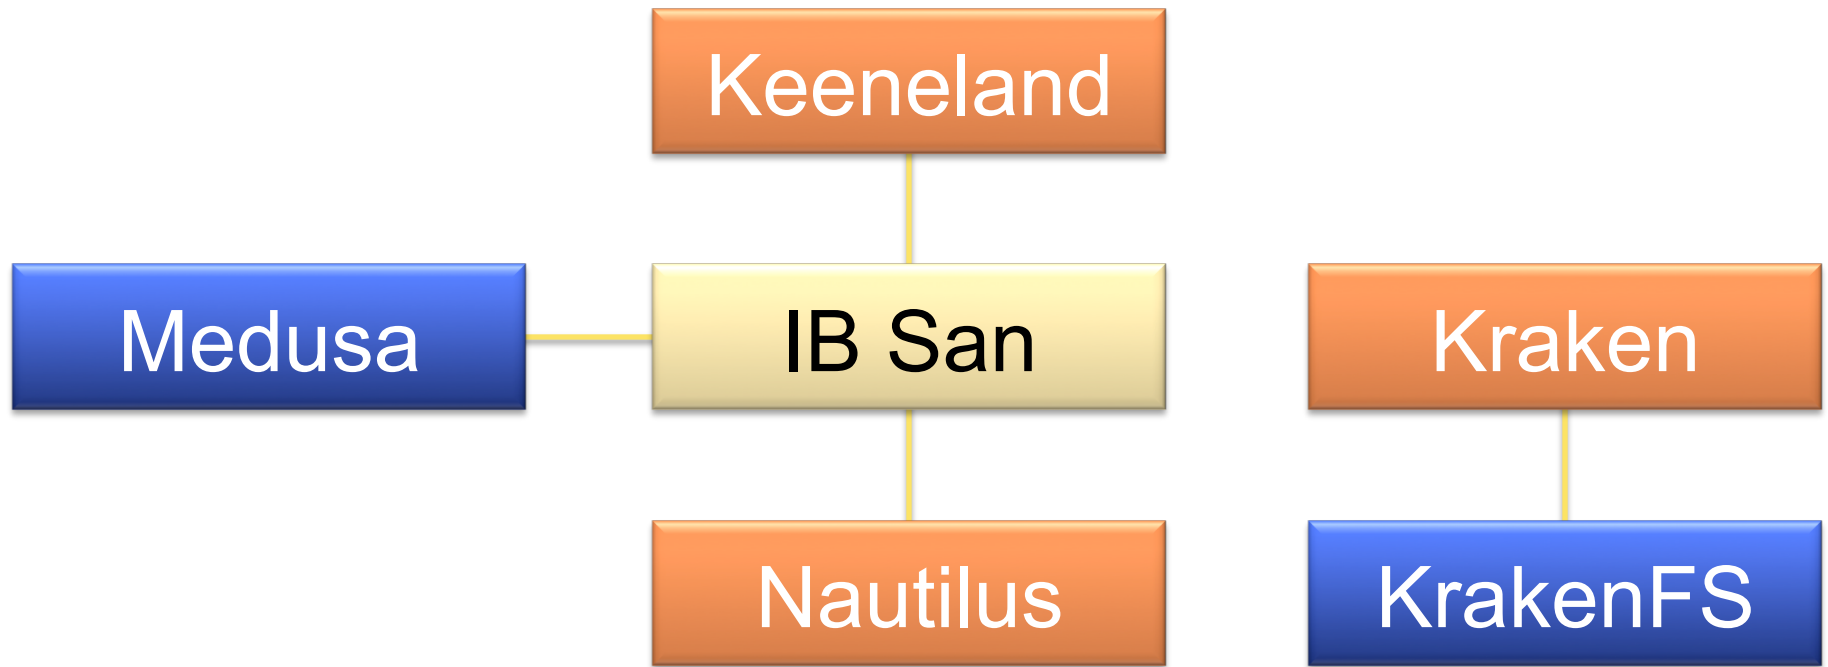 Keeneland
Medusa
IB San
Kraken
Nautilus
KrakenFS